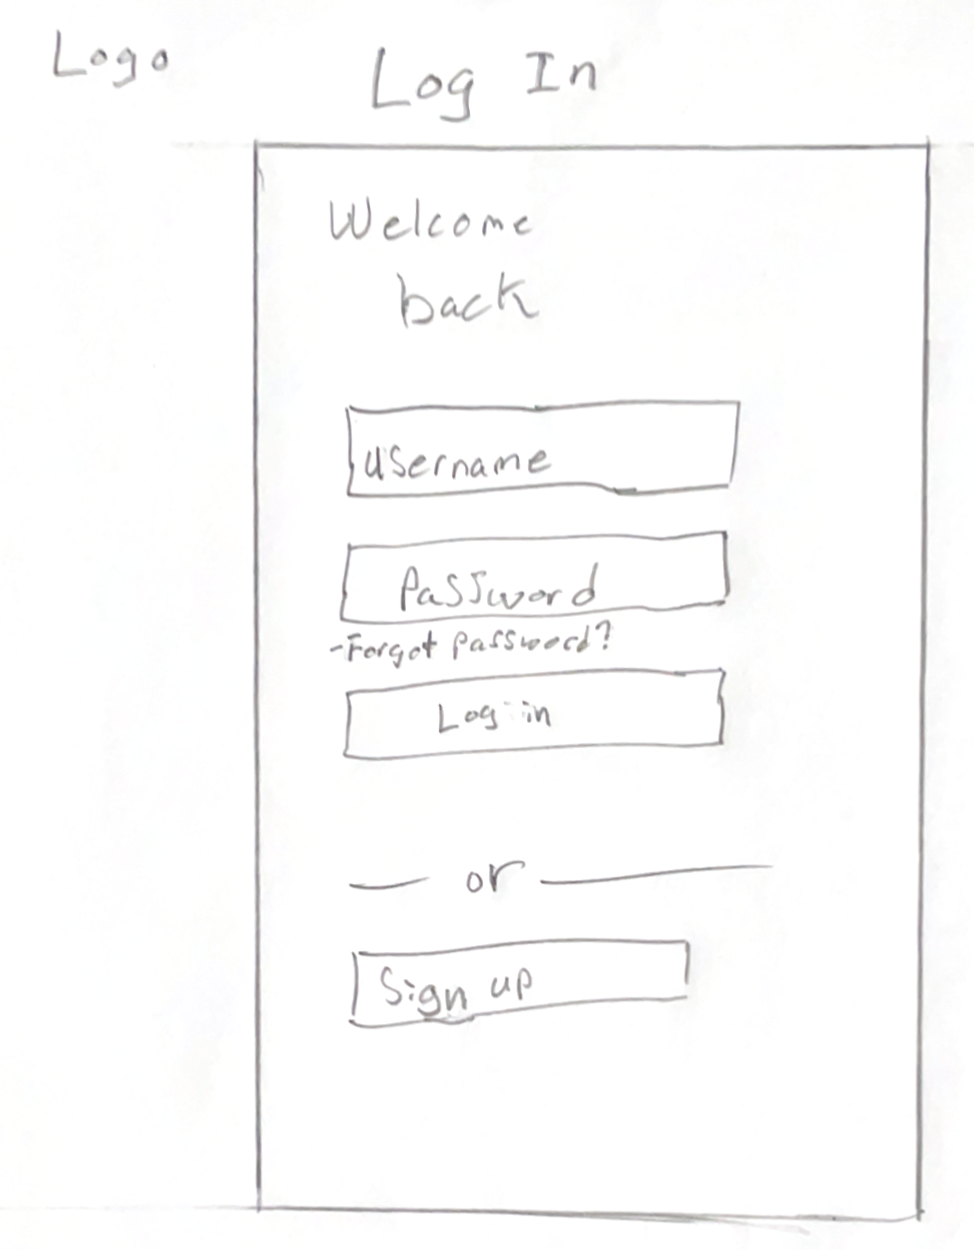 Logo
Log In
Welcome
back
username
Password
-Forgot password?
Log in
or
Sign up